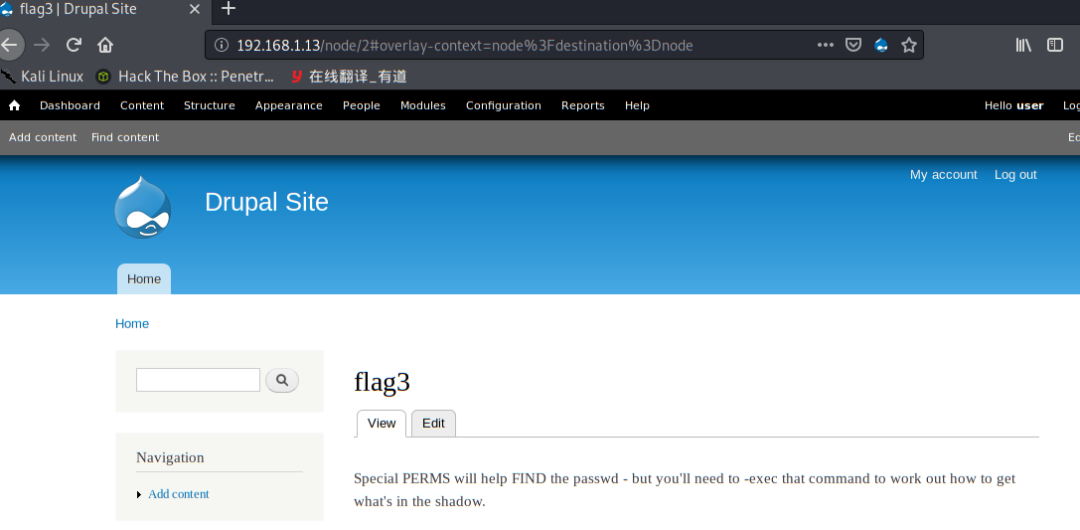 flag3 | Drupal Site
192.168.1.13/node/2#overlay-context=node%3Fdestination%3Dnode
Kali Linux Hack The Box :: Penetr… 在线翻译_有道
Dashboard Content Structure Appearance People Modules Configuration Reports Help Hello user Log
Add content Find content
My account Log out
Drupal Site
Home
Home
flag3
View Edit
Navigation
Add content
Special PERMS will help FIND the passwd - but you'll need to -exec that command to work out how to get
what's in the shadow.